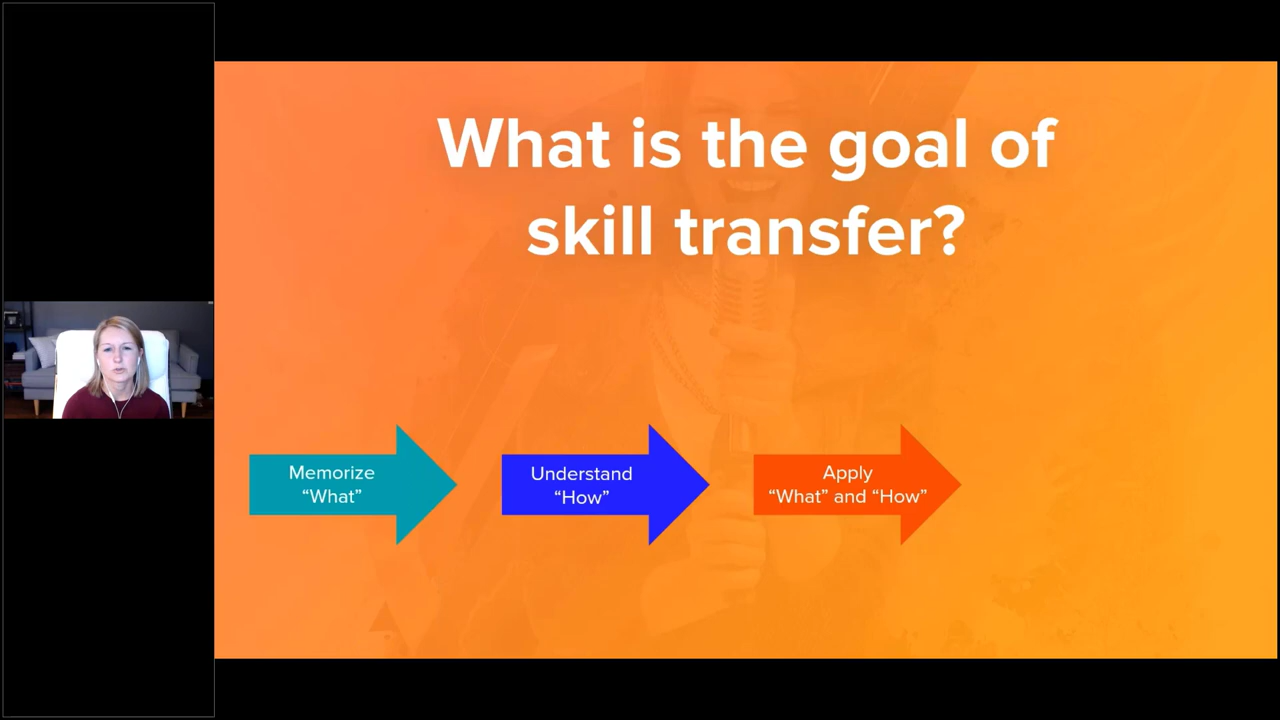 What is the goal of
skill transfer?
Memorize
“What”
Understand
“How”
Apply
“What” and “How”